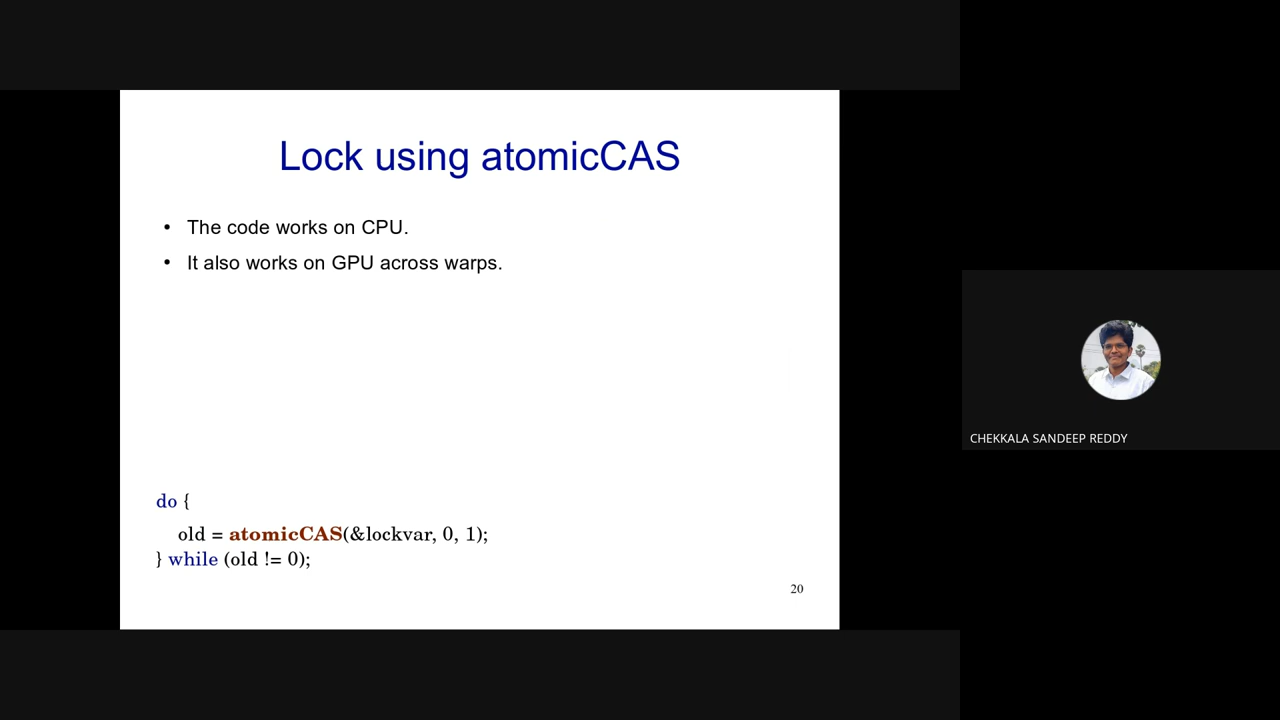 Lock using atomicCAS
• The code works on CPU.
• It also works on GPU across warps.
do {
old = atomicCAS(&lockvar, 0, 1);
} while (old != 0);
20
CHEKKALA SANDEEP REDDY